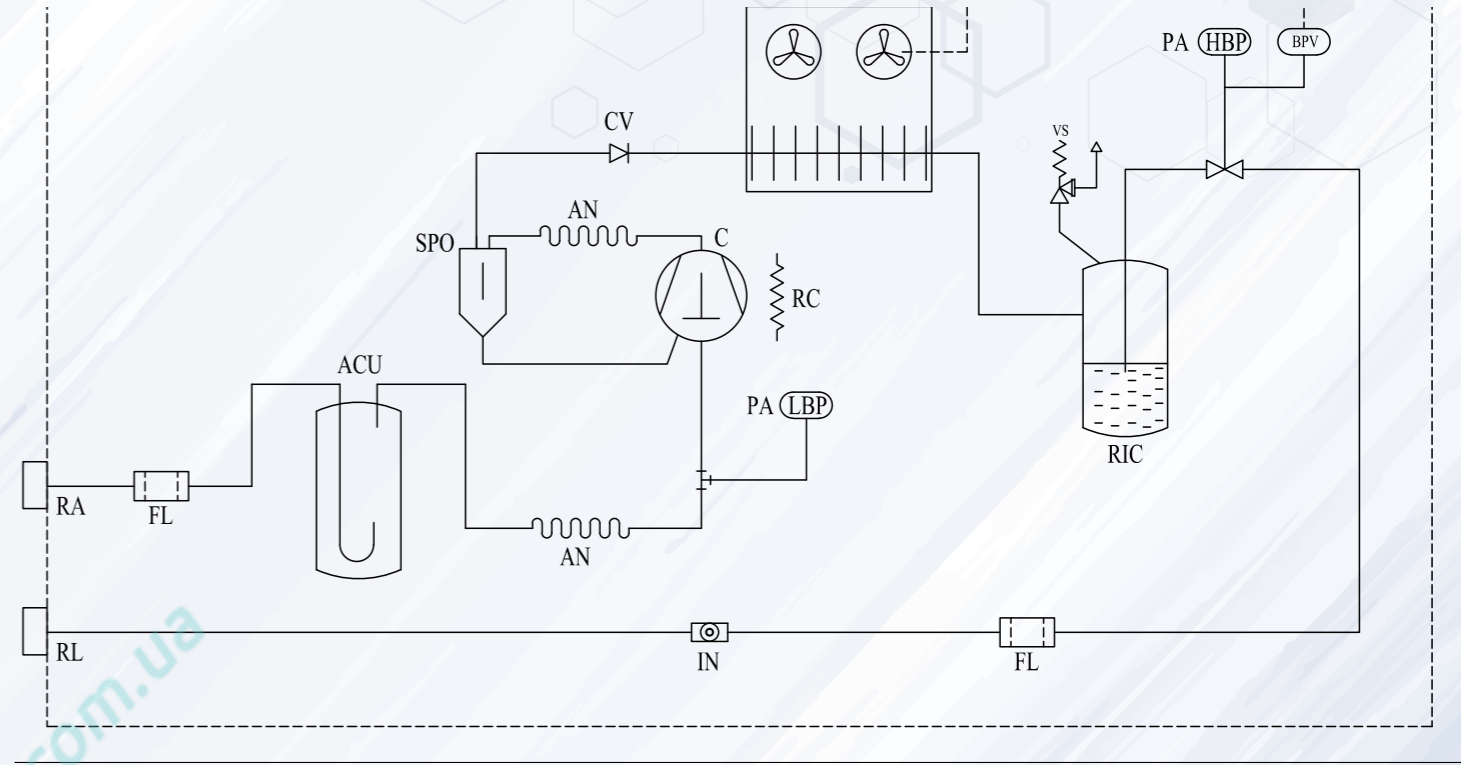 PA HBP BPV
CV
VS
AN
SPO
C
RC
ACU
PA LBP
RIC
RA
FL
AN
RL
IN
FL
com.ua